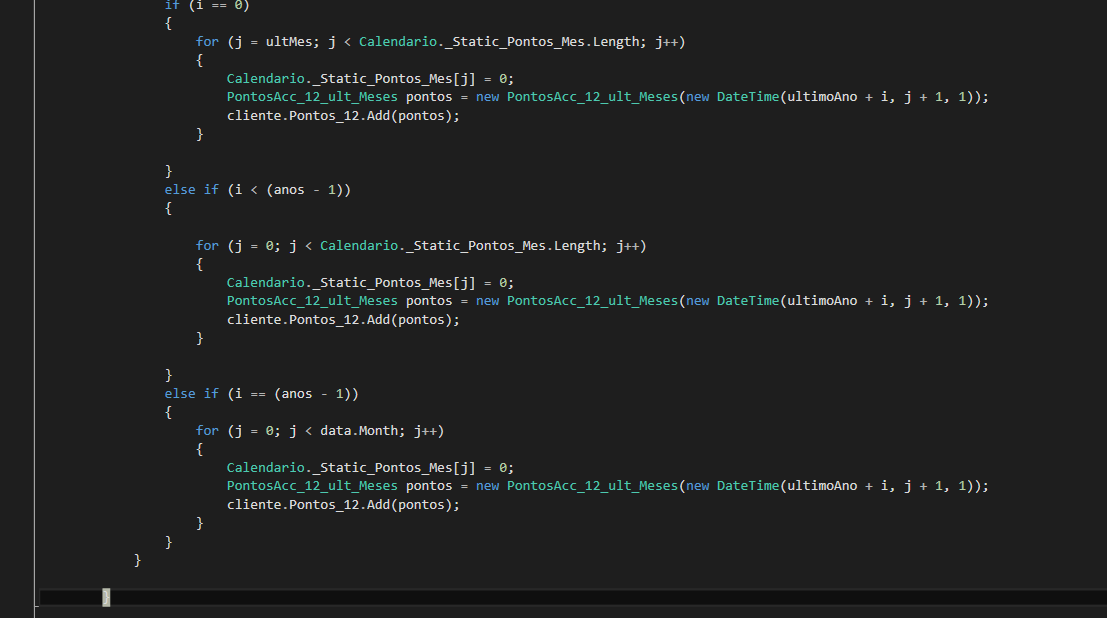 if (i == 0)
{
for (j = ultMes; j < Calendario._Static_Pontos_Mes.Length; j++)
{
Calendario._Static_Pontos_Mes[j] = 0;
PontosAcc_12_ult_Meses pontos = new PontosAcc_12_ult_Meses(new DateTime(ultimoAno + i, j + 1, 1));
cliente.Pontos_12.Add(pontos);
}
}
else if (i < (anos - 1))
{
for (j = 0; j < Calendario._Static_Pontos_Mes.Length; j++)
{
Calendario._Static_Pontos_Mes[j] = 0;
PontosAcc_12_ult_Meses pontos = new PontosAcc_12_ult_Meses(new DateTime(ultimoAno + i, j + 1, 1));
cliente.Pontos_12.Add(pontos);
}
}
else if (i == (anos - 1))
{
for (j = 0; j < data.Month; j++)
{
Calendario._Static_Pontos_Mes[j] = 0;
PontosAcc_12_ult_Meses pontos = new PontosAcc_12_ult_Meses(new DateTime(ultimoAno + i, j + 1, 1));
cliente.Pontos_12.Add(pontos);
}
}
}
}